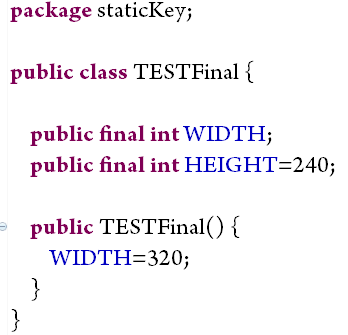 package staticKey;
public class TESTFinal {
public final int WIDTH;
public final int HEIGHT=240;
public TESTFinal() {
WIDTH=320;
}
}